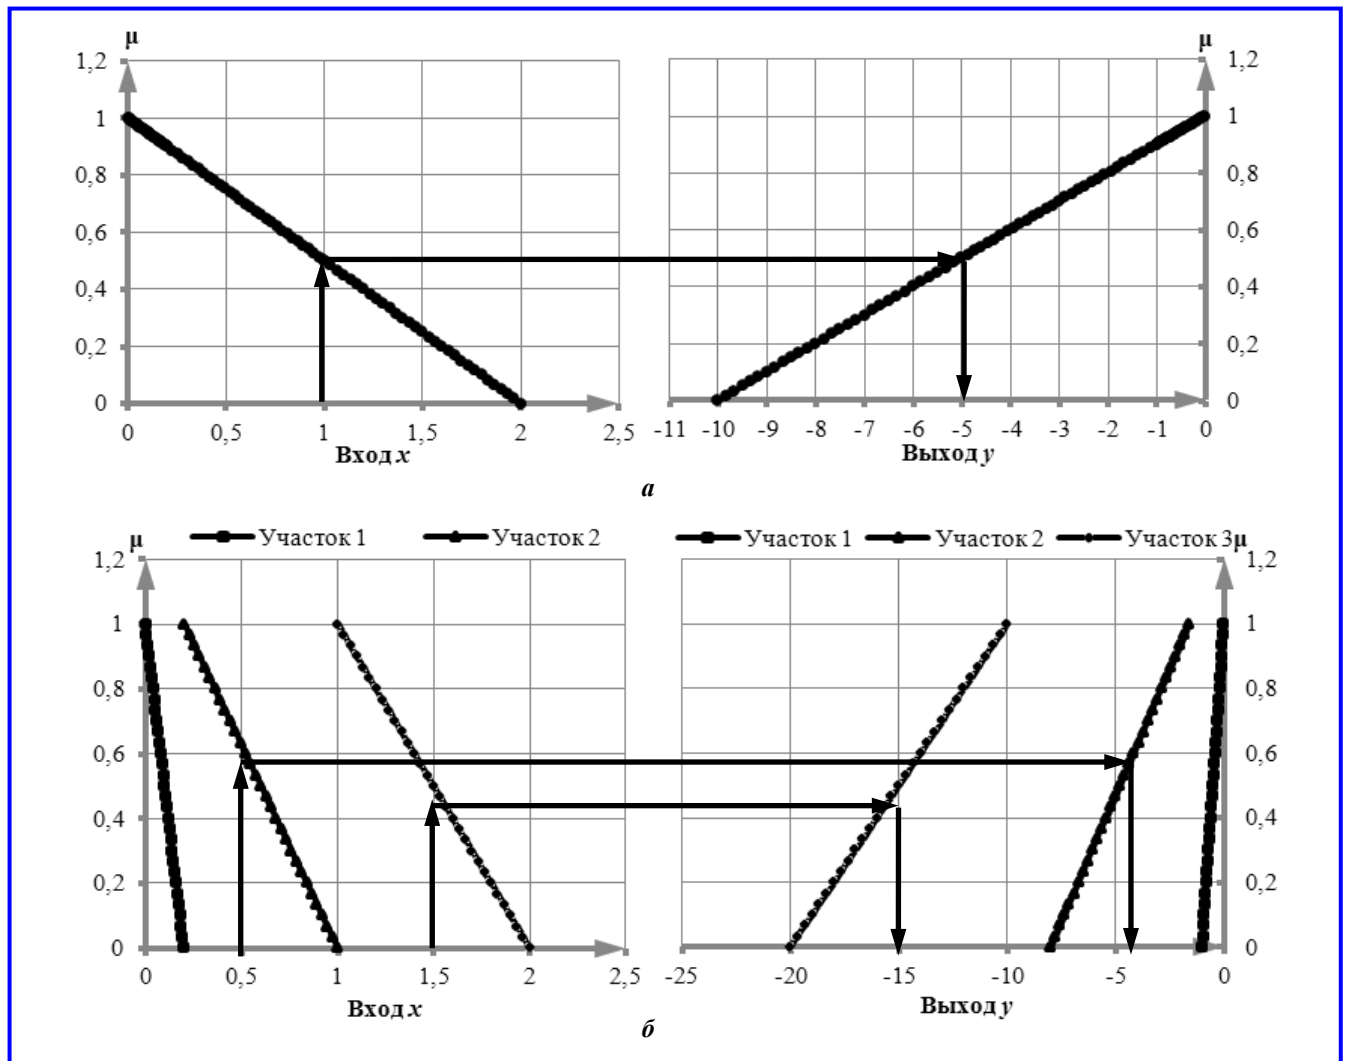 μ
1,2
1
0,8
0,6
0,4
0,2
0
0 0,5 1 1,5 2 2,5
Вход x
μ
1,2
1
0,8
0,6
0,4
0,2
0
-11 -10 -9 -8 -7 -6 -5 -4 -3 -2 -1 0
Выход y
а
Участок 1 Участок 2
μ
1,2
1
0,8
0,6
0,4
0,2
0
0 0,5 1 1,5 2 2,5
Вход x
Участок 1 Участок 2 Участок 3
μ
1,2
1
0,8
0,6
0,4
0,2
0
-25 -20 -15 -10 -5 0
Выход y
б